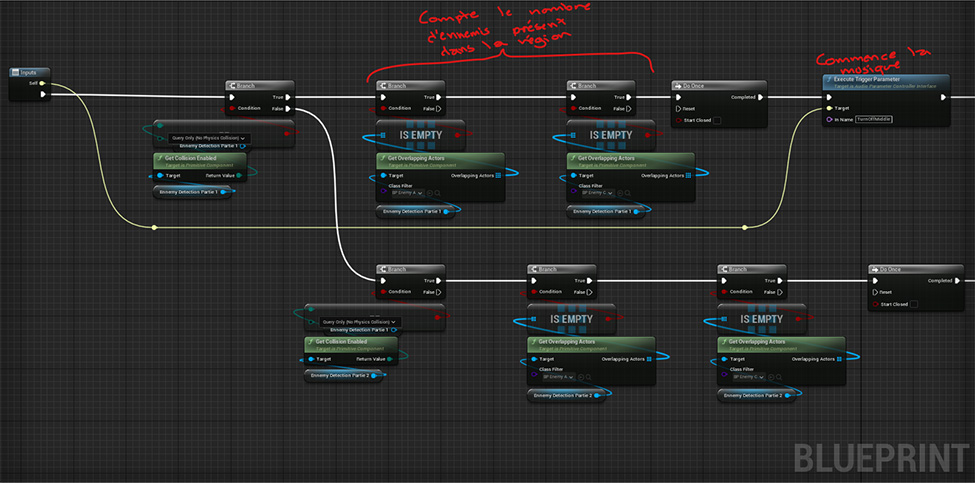 Compte le nombre
d'ennemis présent
dans la région
Commence la
musique
Inputs
Self
Branch
True
Condition
False
Branch
True
Condition
False
Branch
True
Condition
False
Do Once
Completed
Reset
Start Closed
Execute Trigger Parameter
Target is Audio Parameter Controller Interface
Target
In Name
TurnOffMiddle
Query Only (No Physics Collision)
Ennemy Detection Partie 1
Get Collision Enabled
Target is Primitive Component
Target
Return Value
Ennemy Detection Partie 1
IS EMPTY
Get Overlapping Actors
Target is Primitive Component
Target
Overlapping Actors
Class Filter
BP Enemy A
Ennemy Detection Partie 1
IS EMPTY
Get Overlapping Actors
Target is Primitive Component
Target
Overlapping Actors
Class Filter
BP Enemy C
Ennemy Detection Partie 1
Branch
True
Condition
False
Branch
True
Condition
False
Branch
True
Condition
False
Do Once
Completed
Reset
Start Closed
Query Only (No Physics Collision)
Ennemy Detection Partie 1
Get Collision Enabled
Target is Primitive Component
Target
Return Value
Ennemy Detection Partie 2
IS EMPTY
Get Overlapping Actors
Target is Primitive Component
Target
Overlapping Actors
Class Filter
BP Enemy A
Ennemy Detection Partie 2
IS EMPTY
Get Overlapping Actors
Target is Primitive Component
Target
Overlapping Actors
Class Filter
BP Enemy C
Ennemy Detection Partie 2
BLUEPRINT